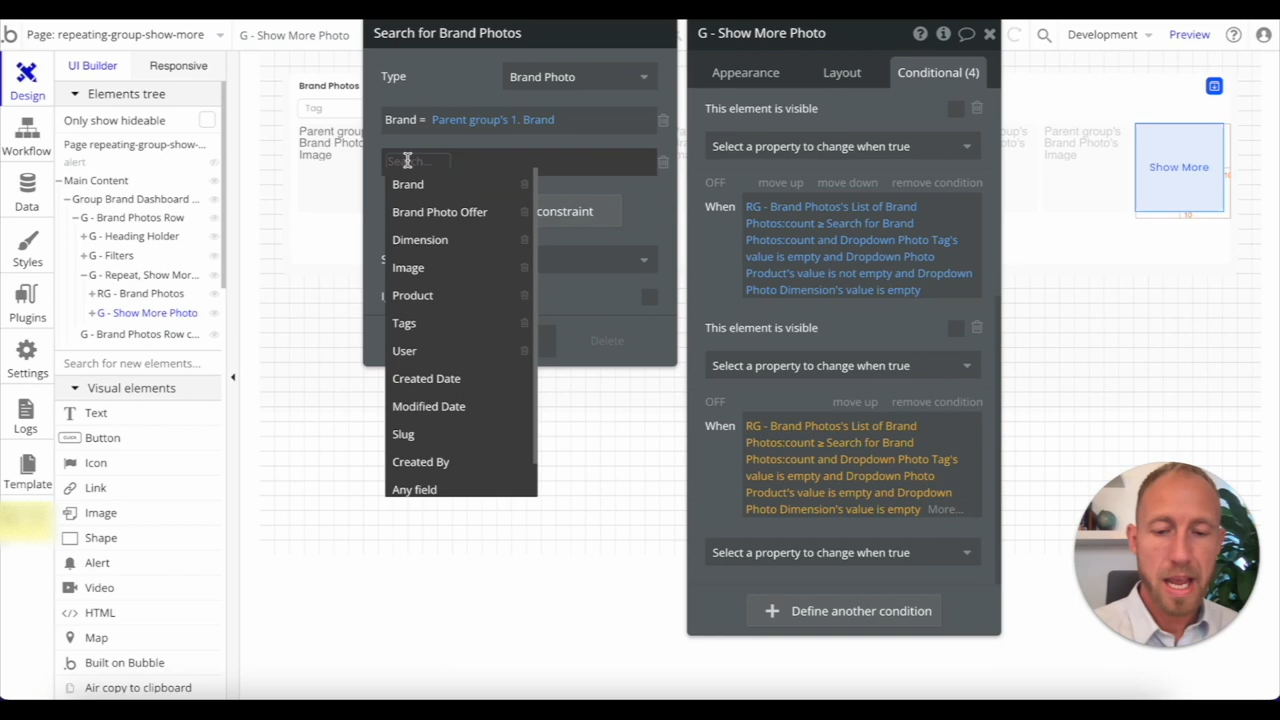 Page: repeating-group-show-more
G - Show More Photo
Development
Preview
Design
Workflow
Data
Styles
Plugins
Settings
Logs
Template
UI Builder
Responsive
Elements tree
Only show hideable
Page repeating-group-show-...
alert
Main Content
Group Brand Dashboard ...
G - Brand Photos Row
G - Heading Holder
G - Filters
G - Repeat, Show Mor...
RG - Brand Photos
G - Show More Photo
G - Brand Photos Row c...
Search for new elements...
Visual elements
Text
Button
Icon
Link
Image
Shape
Alert
Video
HTML
Map
Built on Bubble
Air copy to clipboard
Brand Photos
Tag
Parent group'
Brand Photo's
Image
Search for Brand Photos
Type
Brand Photo
Brand = Parent group's 1. Brand
Search...
Brand
Brand Photo Offer
Dimension
Image
Product
Tags
User
Created Date
Modified Date
Slug
Created By
Any field
constraint
Delete
G - Show More Photo
Appearance
Layout
Conditional (4)
This element is visible
Select a property to change when true
OFF
move up
move down
remove condition
When
RG - Brand Photos's List of Brand
Photos:count ≥ Search for Brand
Photos:count and Dropdown Photo Tag's
value is empty and Dropdown Photo
Product's value is not empty and Dropdown
Photo Dimension's value is empty
This element is visible
Select a property to change when true
OFF
move up
remove condition
When
RG - Brand Photos's List of Brand
Photos:count ≥ Search for Brand
Photos:count and Dropdown Photo Tag's
value is empty and Dropdown Photo
Product's value is empty and Dropdown
Photo Dimension's value is empty More...
Select a property to change when true
Define another condition
Parent group's
Brand Photo's
Image
Show More
10